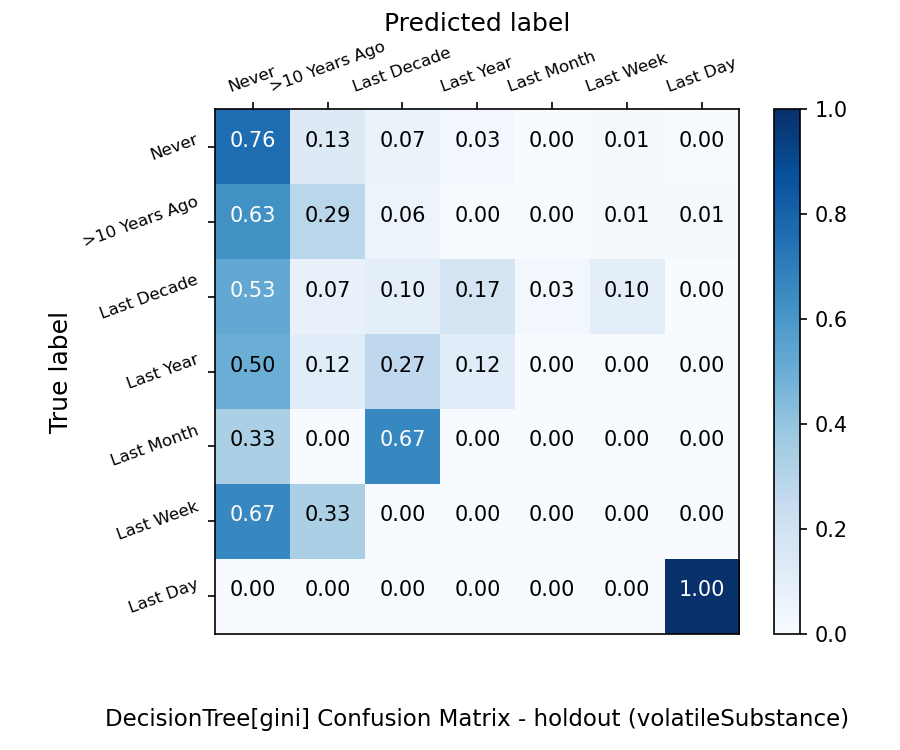 Predicted label
Never >10 Years Ago Last Decade Last Year Last Month Last Week Last Day
True label
Never 0.76 0.13 0.07 0.03 0.00 0.01 0.00
>10 Years Ago 0.63 0.29 0.06 0.00 0.00 0.01 0.01
Last Decade 0.53 0.07 0.10 0.17 0.03 0.10 0.00
Last Year 0.50 0.12 0.27 0.12 0.00 0.00 0.00
Last Month 0.33 0.00 0.67 0.00 0.00 0.00 0.00
Last Week 0.67 0.33 0.00 0.00 0.00 0.00 0.00
Last Day 0.00 0.00 0.00 0.00 0.00 0.00 1.00
1.0
0.8
0.6
0.4
0.2
0.0
DecisionTree[gini] Confusion Matrix - holdout (volatileSubstance)